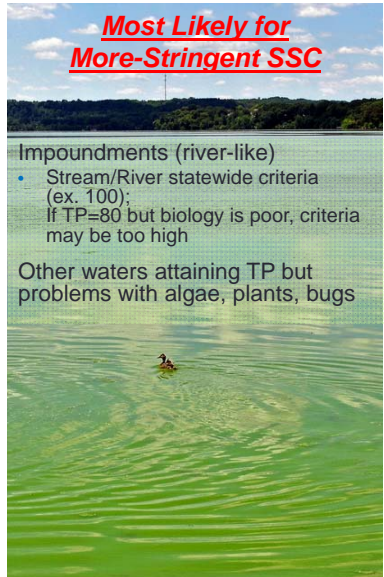 Most Likely for
More-Stringent SSC
Impoundments (river-like)
• Stream/River statewide criteria
(ex. 100);
If TP=80 but biology is poor, criteria
may be too high
Other waters attaining TP but
problems with algae, plants, bugs